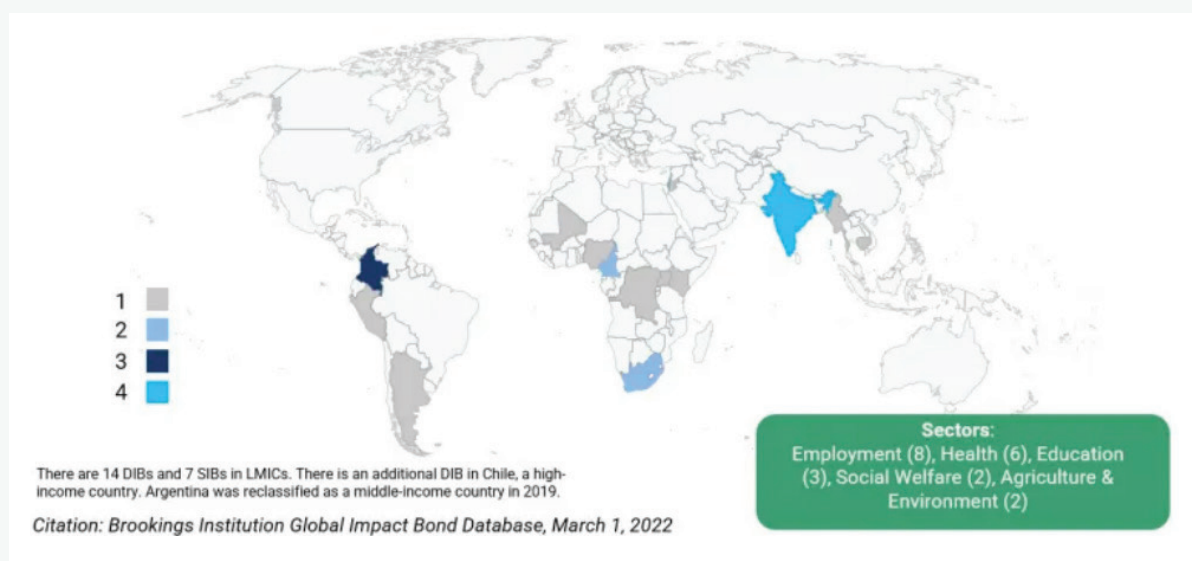 1
2
3
4
Sectors:
Employment (8), Health (6), Education
(3), Social Welfare (2), Agriculture &
Environment (2)
There are 14 DIBs and 7 SIBs in LMICs. There is an additional DIB in Chile, a high-
income country. Argentina was reclassified as a middle-income country in 2019.
Citation: Brookings Institution Global Impact Bond Database, March 1, 2022